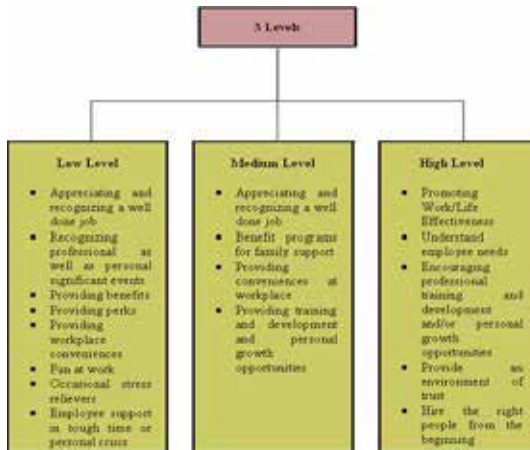 3 Levels
Low Level
Appreciating and
recognizing a well
done job
Recognizing
professional as
well as personal
significant events
Providing benefits
Providing perks
Providing
workplace
conveniences
Fun at work
Occasional stress
relievers
Employee support
in tough time or
personal crisis
Medium Level
Appreciating and
recognizing a well
done job
Benefit programs
for family support
Providing
conveniences at
workplace
Providing training
and development
and personal
growth
opportunities
High Level
Promoting
Work/Life
Effectiveness
Understand
employee needs
Encouraging
professional
training and
development
and/or personal
growth
opportunities
Provide an
environment of
trust
Hire the right
people from the
beginning